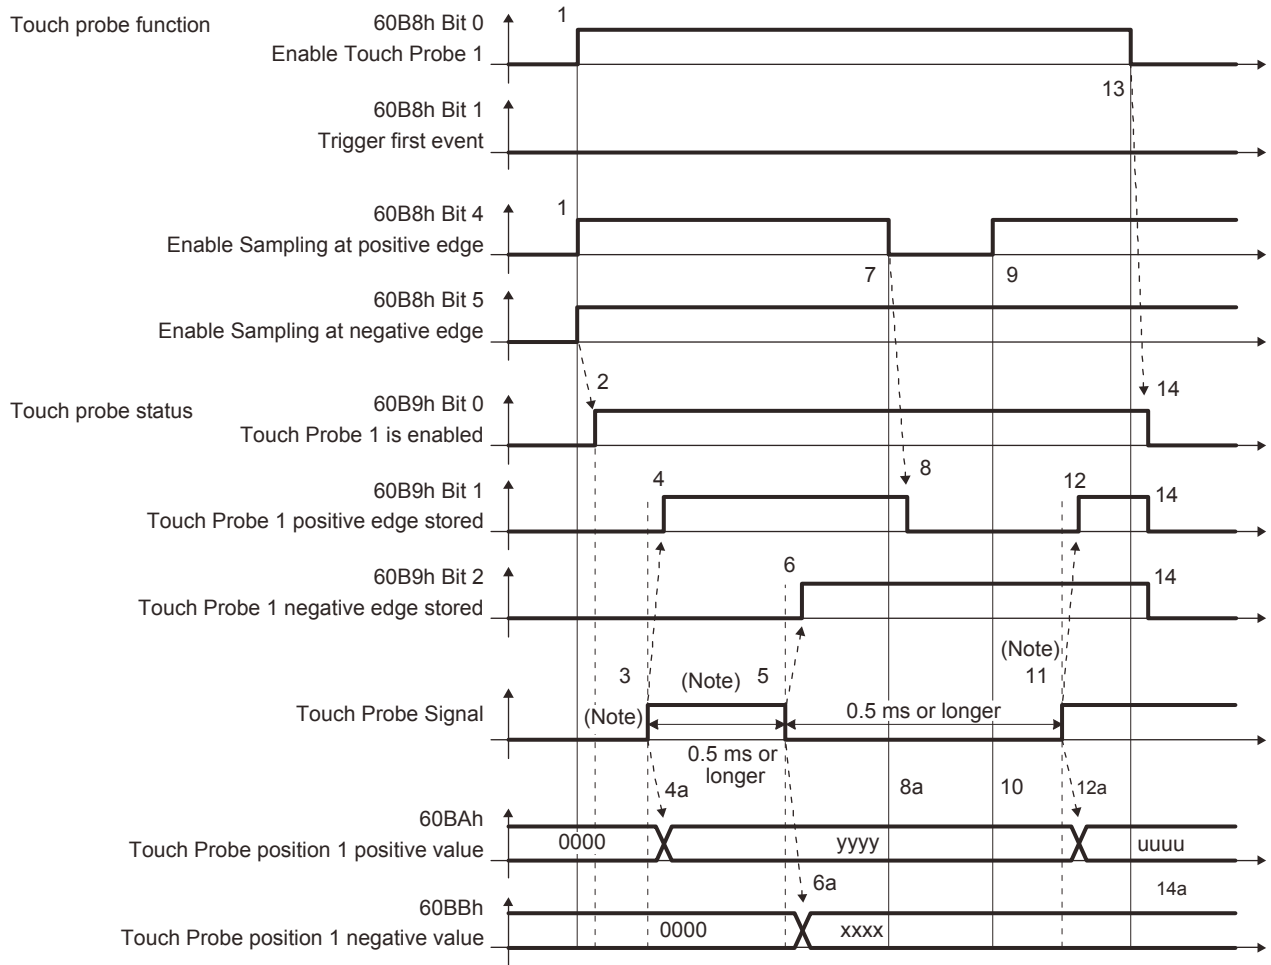 Touch probe function
60B8h Bit 0
Enable Touch Probe 1
1
13
60B8h Bit 1
Trigger first event
60B8h Bit 4
Enable Sampling at positive edge
1
7
9
60B8h Bit 5
Enable Sampling at negative edge
2
Touch probe status
60B9h Bit 0
Touch Probe 1 is enabled
14
60B9h Bit 1
Touch Probe 1 positive edge stored
4
8
12
14
60B9h Bit 2
Touch Probe 1 negative edge stored
6
14
Touch Probe Signal
3
(Note)
(Note)
5
0.5 ms or
longer
0.5 ms or longer
(Note)
11
4a
8a
10
12a
60BAh
Touch Probe position 1 positive value
0000
yyyy
uuuu
6a
14a
60BBh
Touch Probe position 1 negative value
0000
xxxx